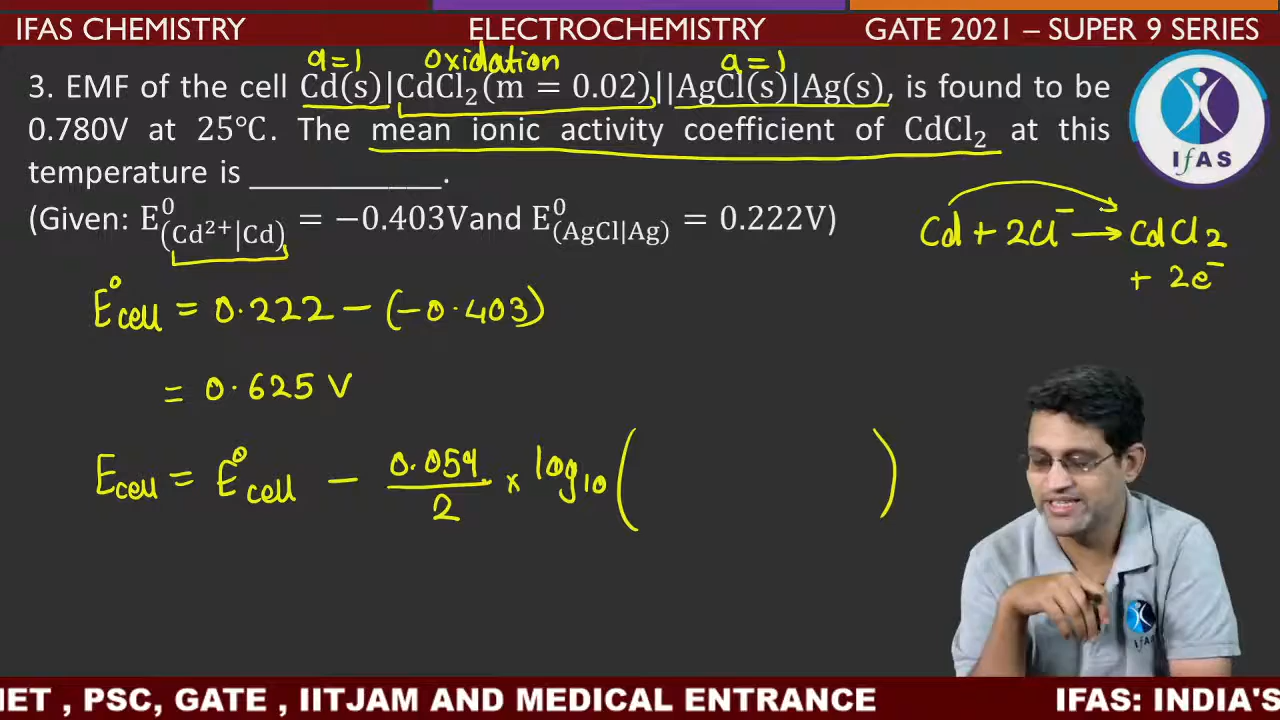 IFAS CHEMISTRY ELECTROCHEMISTRY GATE 2021 – SUPER 9 SERIES
a=1 oxidation a=1
3. EMF of the cell Cd(s)|CdCl₂(m = 0.02)||AgCl(s)|Ag(s), is found to be
0.780V at 25°C. The mean ionic activity coefficient of CdCl₂ at this
temperature is ____________.
(Given: E⁰(Cd²⁺|Cd) = −0.403Vand E⁰(AgCl|Ag) = 0.222V)
IfAS
Cd + 2Cl⁻ → CdCl₂
+ 2e⁻
E°cell = 0.222 − (−0.403)
= 0.625 V
Ecell = E°cell − 0.059/2 × log₁₀ ( )
IfAS
NET , PSC, GATE , IITJAM AND MEDICAL ENTRANCE IFAS: INDIA'S